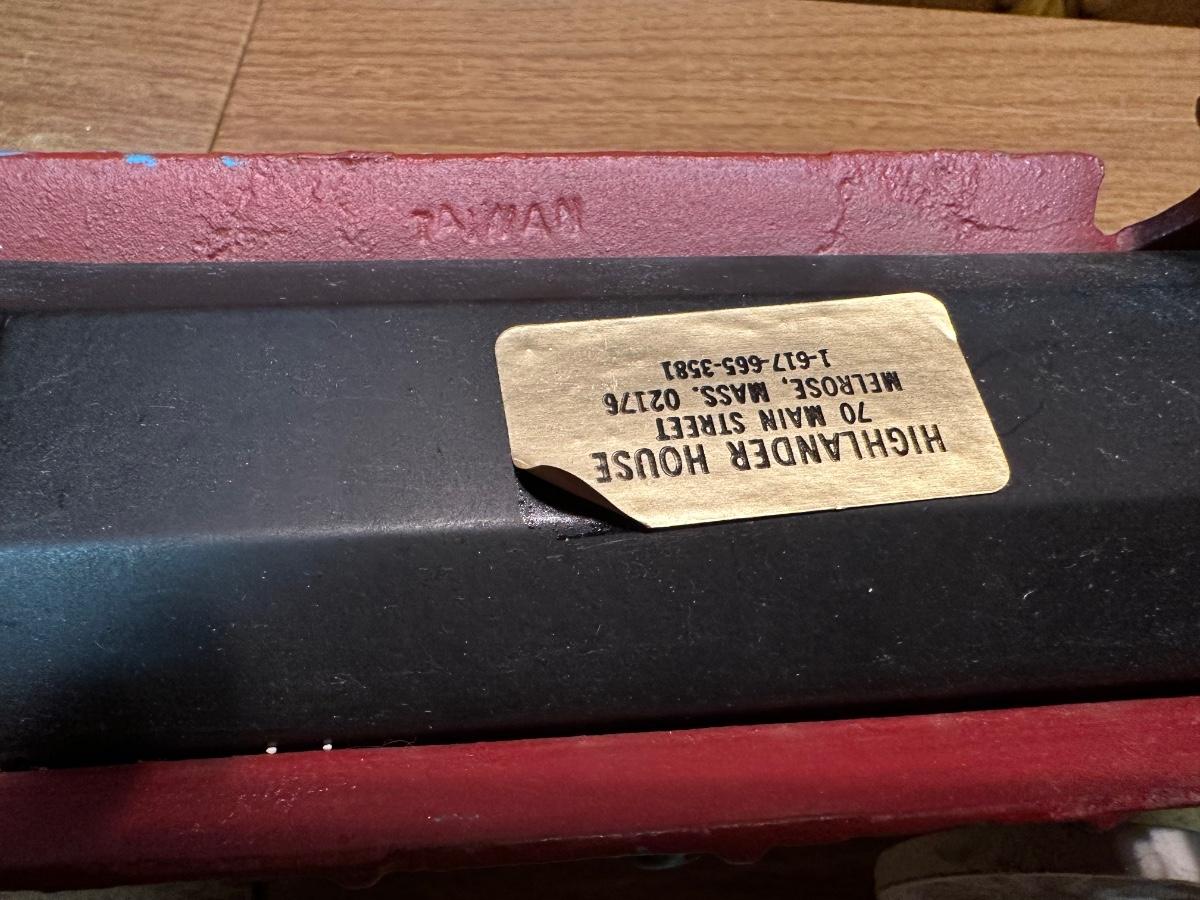 TAIWAN
HIGHLANDER HOUSE
70 MAIN STREET
MELROSE, MASS. 02176
1-617-665-3581